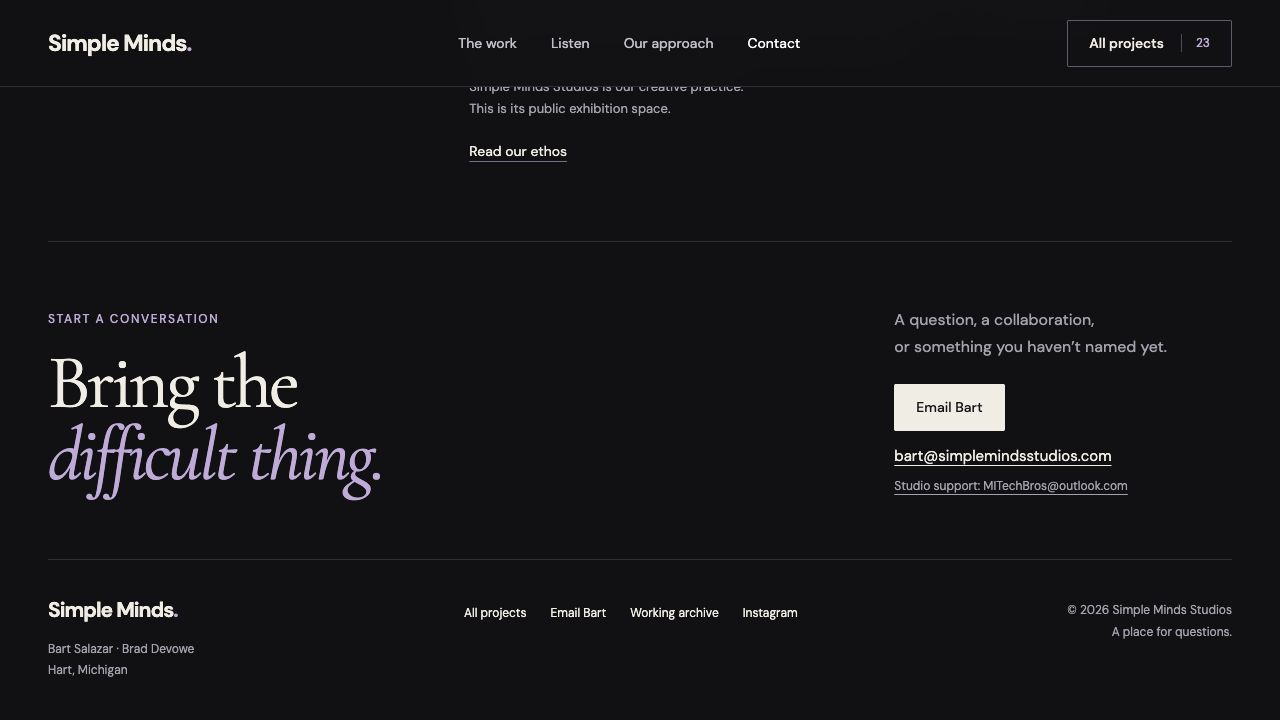 Simple Minds.
The work
Listen
Our approach
Contact
All projects
23
Simple Minds Studios is our creative practice.
This is its public exhibition space.
Read our ethos
START A CONVERSATION
Bring the
difficult thing.
A question, a collaboration,
or something you haven’t named yet.
Email Bart
bart@simplemindsstudios.com
Studio support: MITechBros@outlook.com
Simple Minds.
Bart Salazar · Brad Devowe
Hart, Michigan
All projects
Email Bart
Working archive
Instagram
© 2026 Simple Minds Studios
A place for questions.